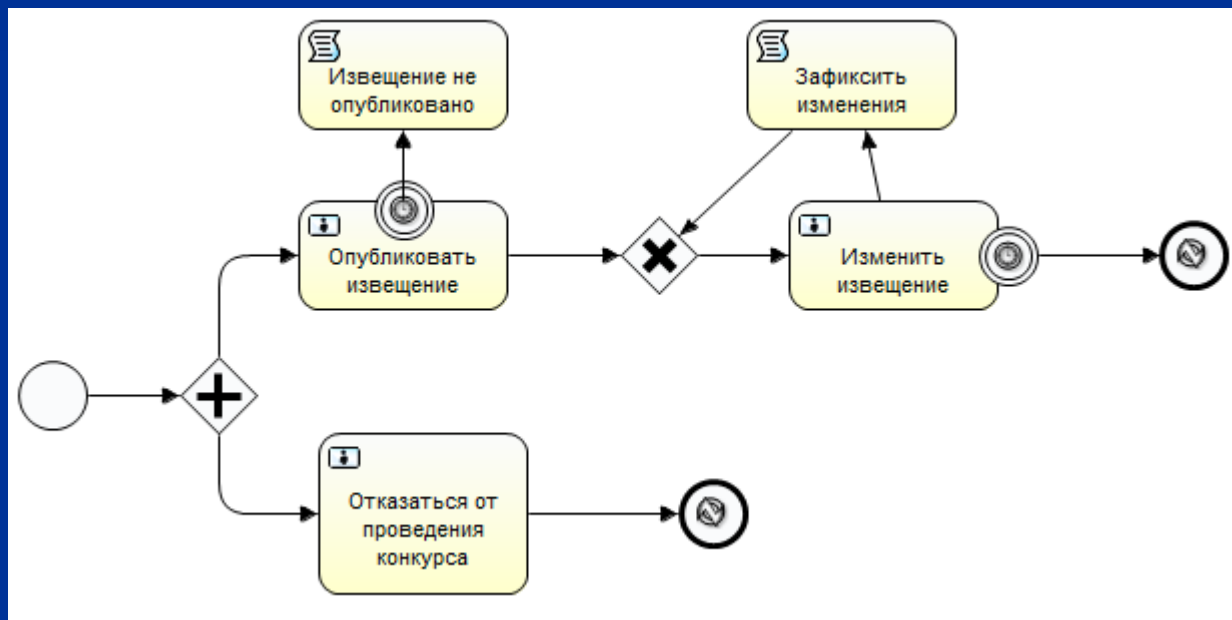 Извещение не
опубликовано
Зафиксить
изменения
Опубликовать
извещение
Изменить
извещение
Отказаться от
проведения
конкурса